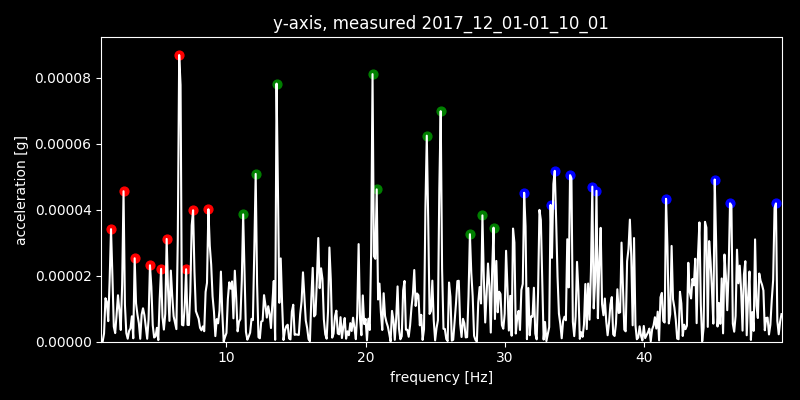 y-axis, measured 2017_12_01-01_10_01
acceleration [g]
0.00008
0.00006
0.00004
0.00002
0.00000
10 20 30 40
frequency [Hz]